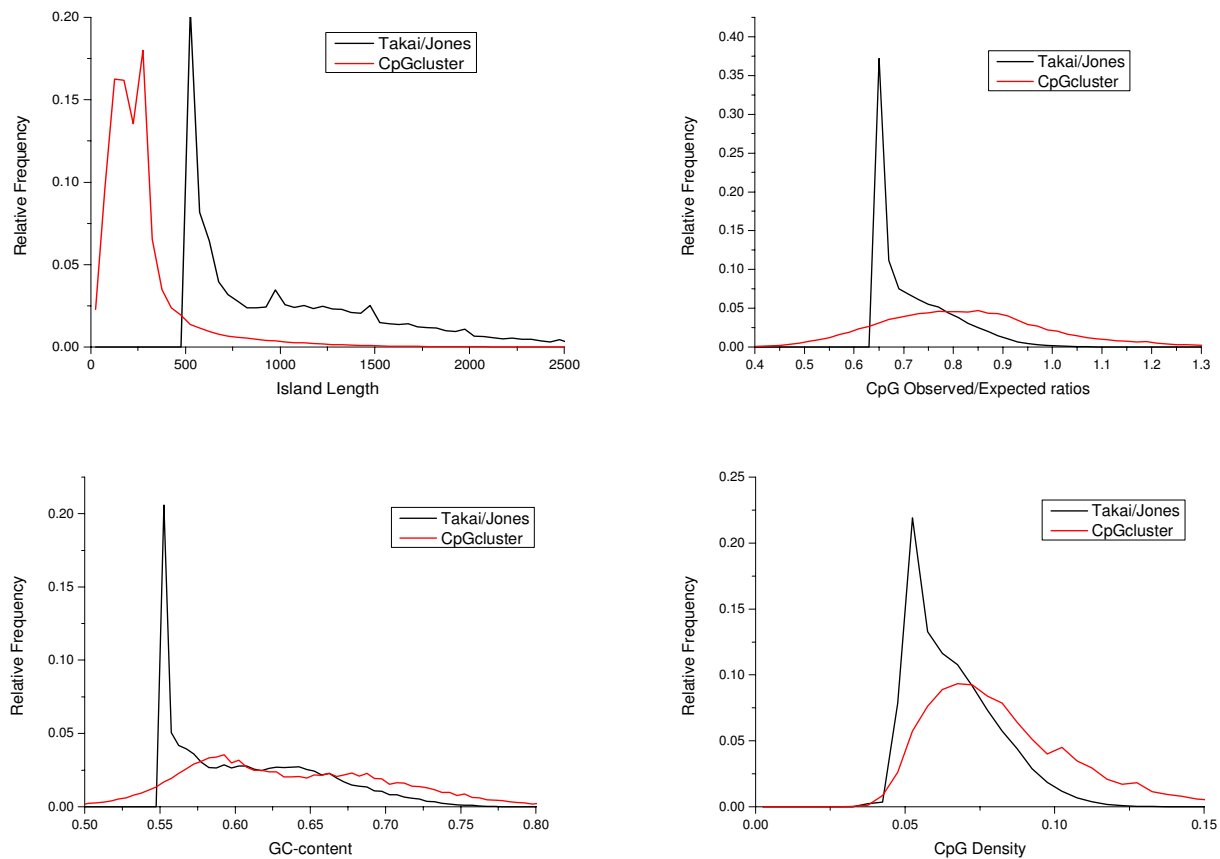 0.20
0.15
0.10
0.05
0.00
Relative Frequency
0 500 1000 1500 2000 2500
Island Length
Takai/Jones
CpGcluster
0.40
0.35
0.30
0.25
0.20
0.15
0.10
0.05
0.00
Relative Frequency
0.4 0.5 0.6 0.7 0.8 0.9 1.0 1.1 1.2 1.3
CpG Observed/Expected ratios
Takai/Jones
CpGcluster
0.20
0.15
0.10
0.05
0.00
Relative Frequency
0.50 0.55 0.60 0.65 0.70 0.75 0.80
GC-content
Takai/Jones
CpGcluster
0.25
0.20
0.15
0.10
0.05
0.00
Relative Frequency
0.00 0.05 0.10 0.15
CpG Density
Takai/Jones
CpGcluster